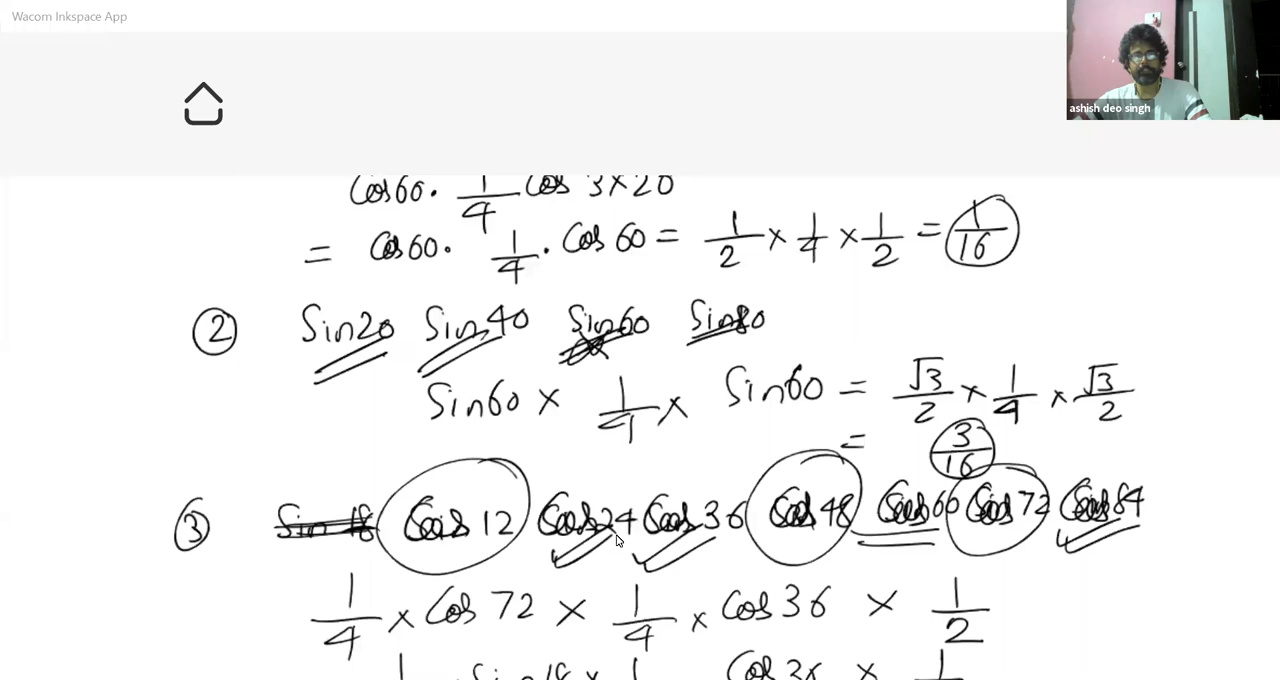 Wacom Inkspace App
ashish deo singh
Cos60. 1/4 Cos 3×20
= Cos60. 1/4 . Cos 60 = 1/2 × 1/4 × 1/2 = 1/16
② Sin20 Sin40 Sin60 Sin80
Sin60 × 1/4 × Sin60 = √3/2 × 1/4 × √3/2
= 3/16
③ Sin 18 Cos 12 Cos24 Cos 36 Cos 48 Cos 60 Cos 72 Cos 84
1/4 × Cos 72 × 1/4 × Cos 36 × 1/2
Sin18 × Cos 36 ×